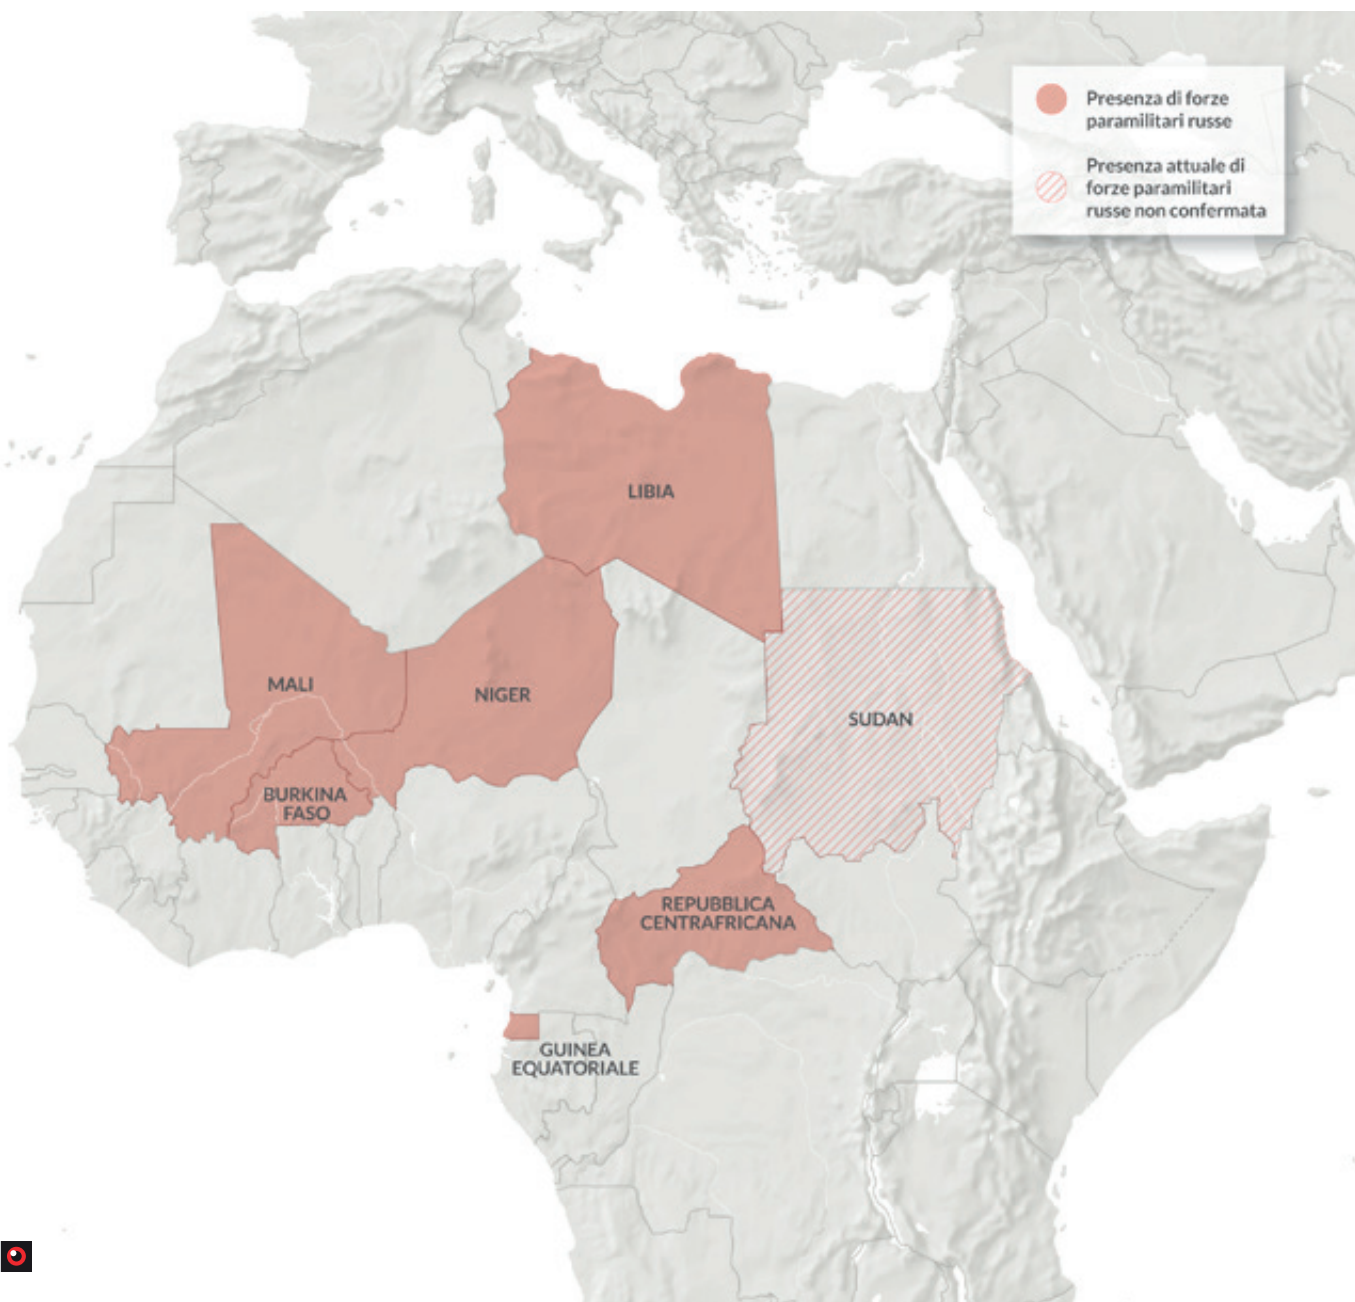 Presenza di forze
paramilitari russe
Presenza attuale di
forze paramilitari
russe non confermata
LIBIA
MALI
NIGER
SUDAN
BURKINA
FASO
REPUBBLICA
CENTRAFRICANA
GUINEA
EQUATORIALE